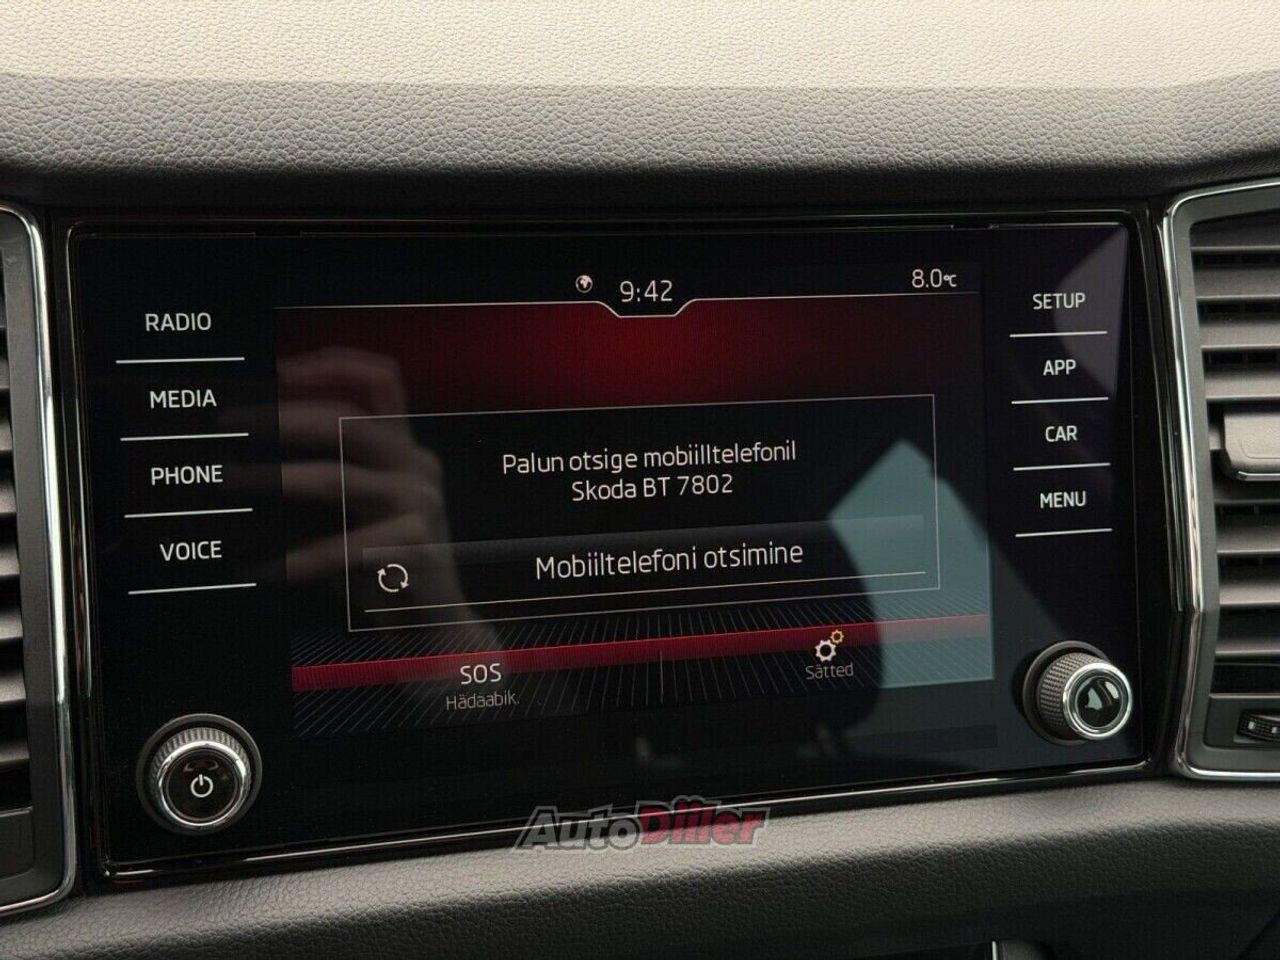 9:42
8.0°C
RADIO
MEDIA
PHONE
VOICE
SETUP
APP
CAR
MENU
Palun otsige mobiilltelefonil
Skoda BT 7802
Mobiiltelefoni otsimine
SOS
Hädaabik.
Sätted
AutoDiller